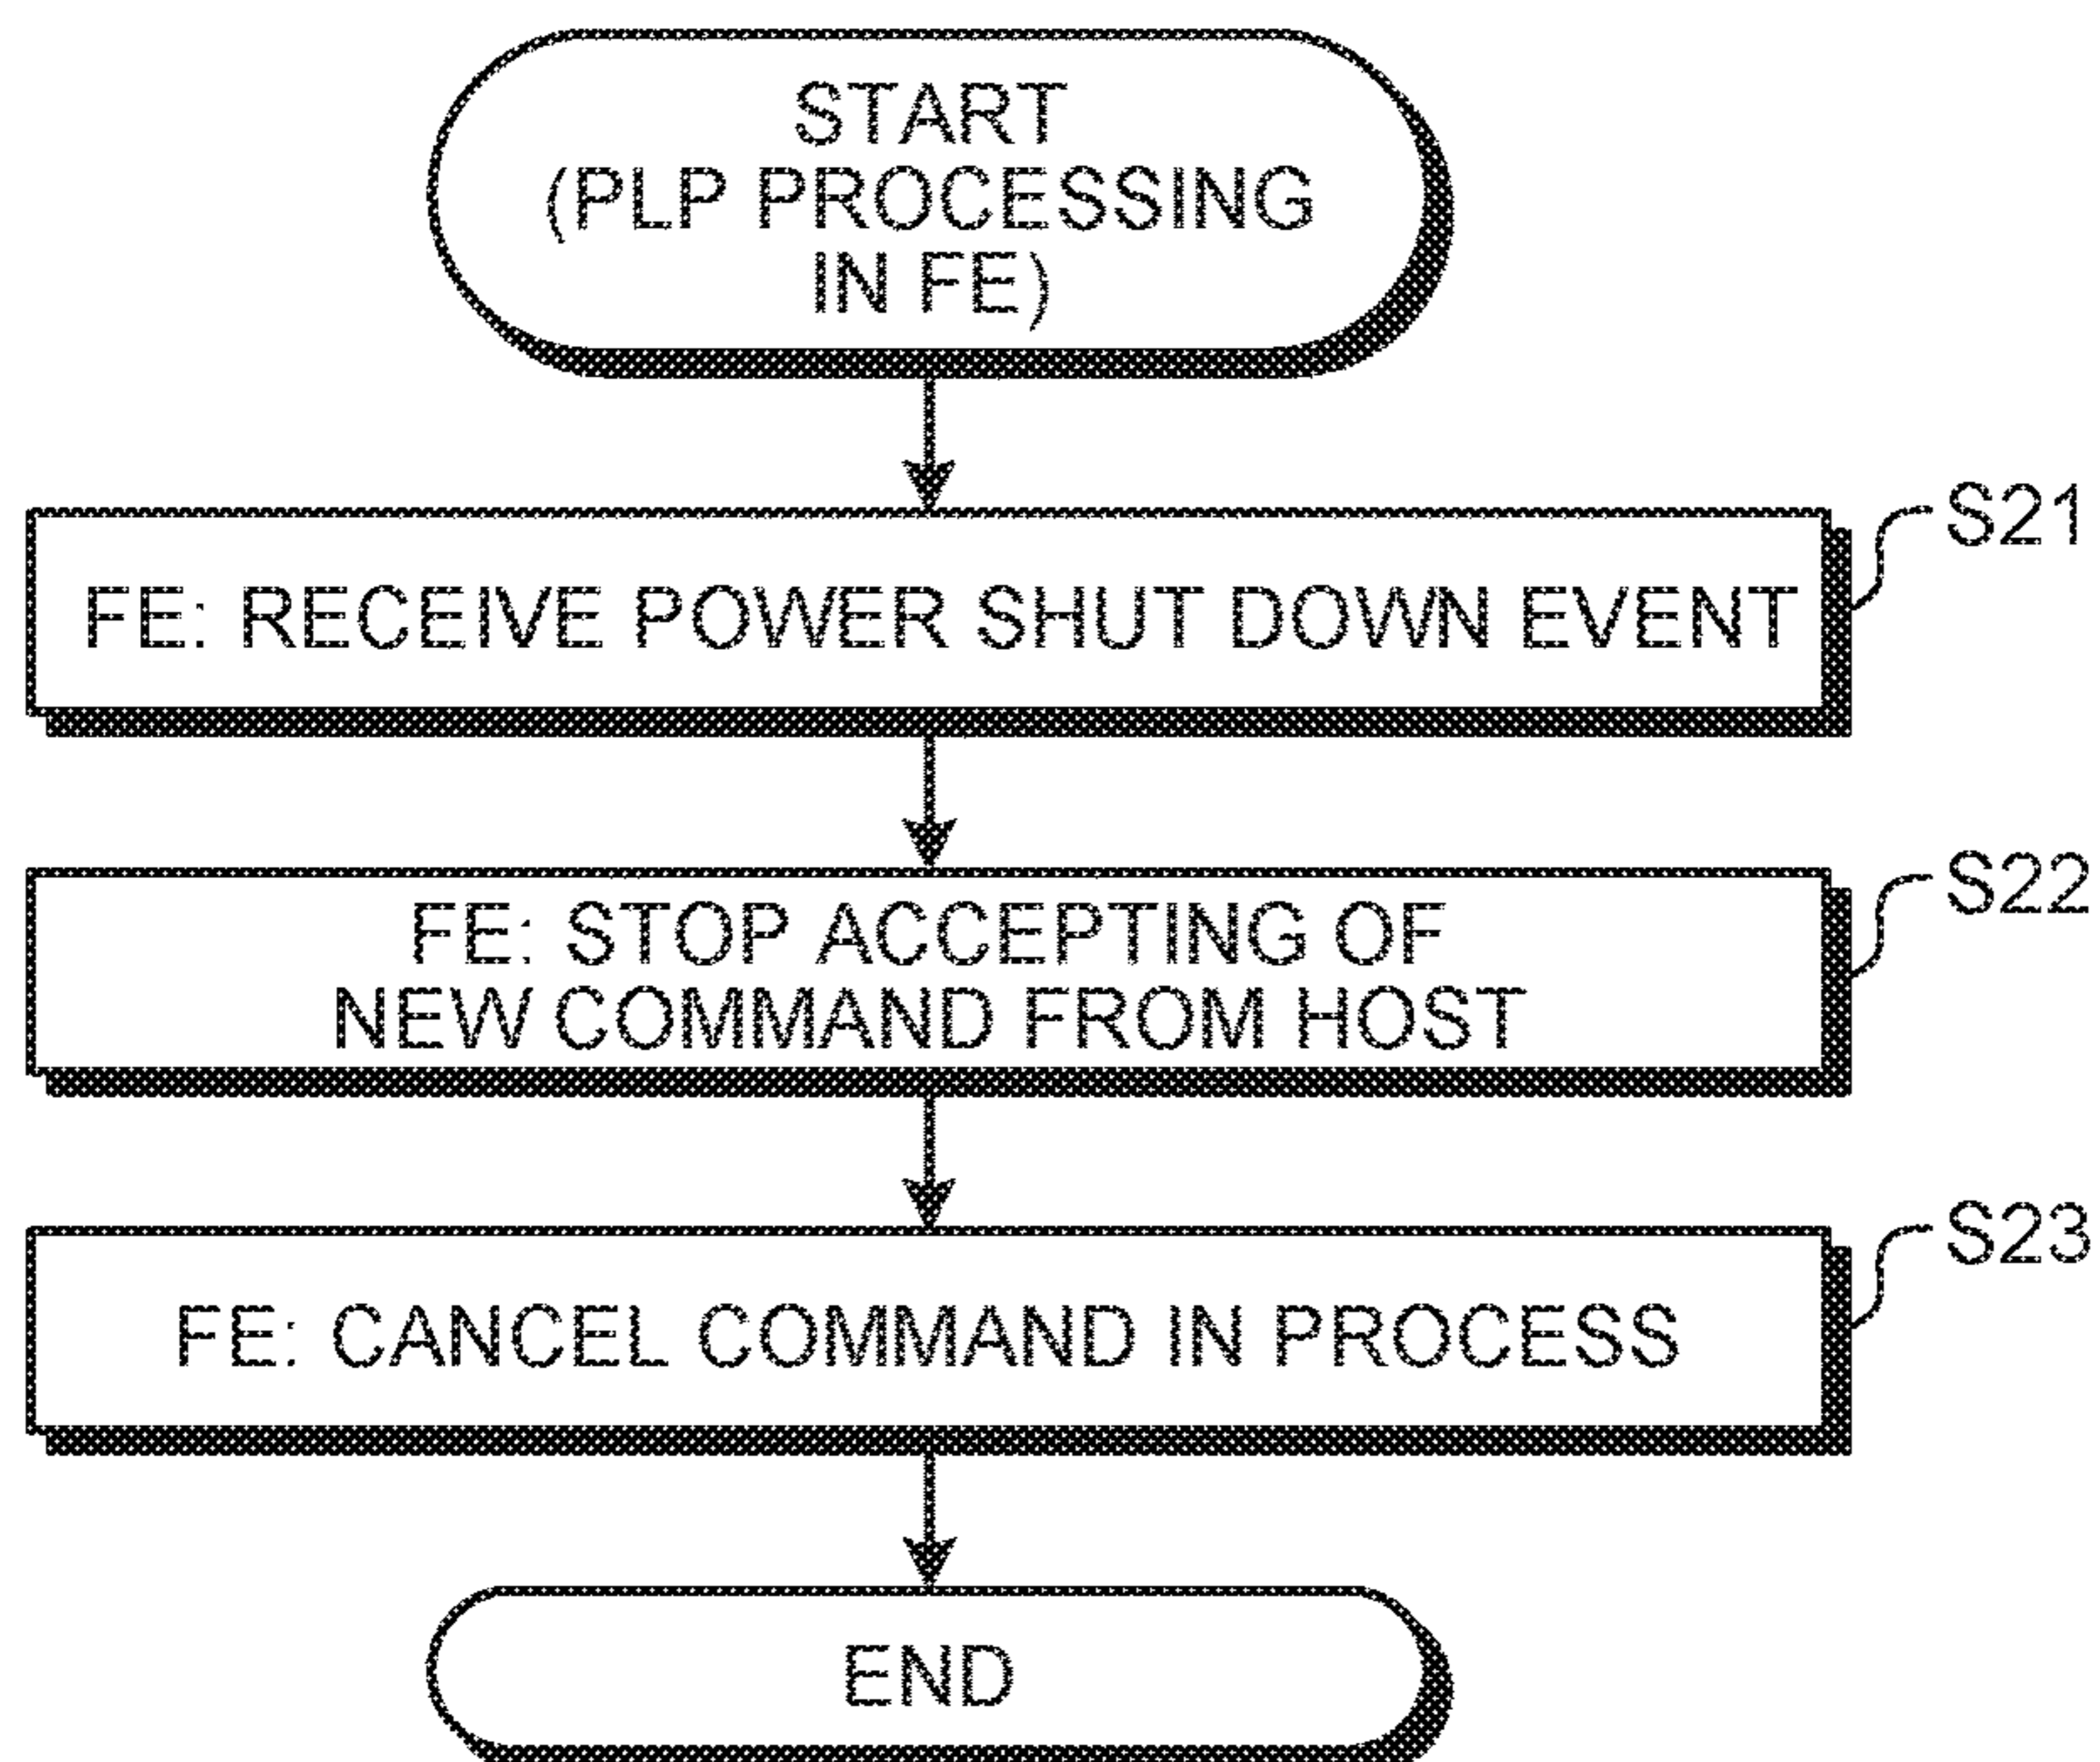 START
(PLP PROCESSING
IN FE)
S21
FE: RECEIVE POWER SHUT DOWN EVENT
S22
FE: STOP ACCEPTING OF
NEW COMMAND FROM HOST
S23
FE: CANCEL COMMAND IN PROCESS
END